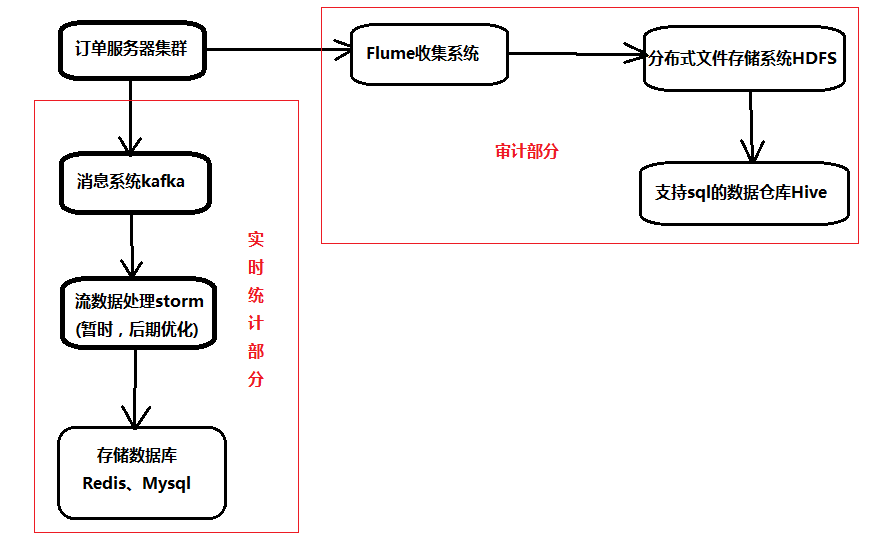 订单服务器集群
Flume收集系统
分布式文件存储系统HDFS
审计部分
支持sql的数据仓库Hive
消息系统kafka
实时统计部分
流数据处理storm
(暂时，后期优化)
存储数据库
Redis、Mysql